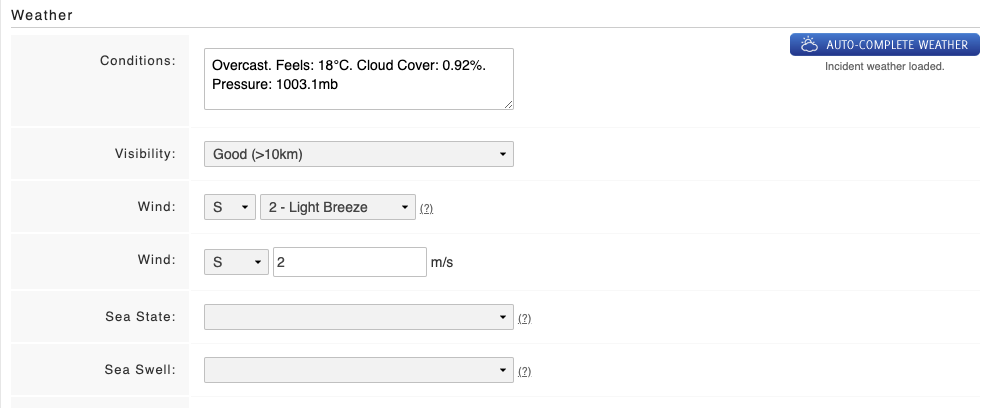 Weather
Conditions:
Overcast. Feels: 18°C. Cloud Cover: 0.92%.
Pressure: 1003.1mb
AUTO-COMPLETE WEATHER
Incident weather loaded.
Visibility: Good (>10km)
Wind: S 2 - Light Breeze (?)
Wind: S 2 m/s
Sea State: (?)
Sea Swell: (?)